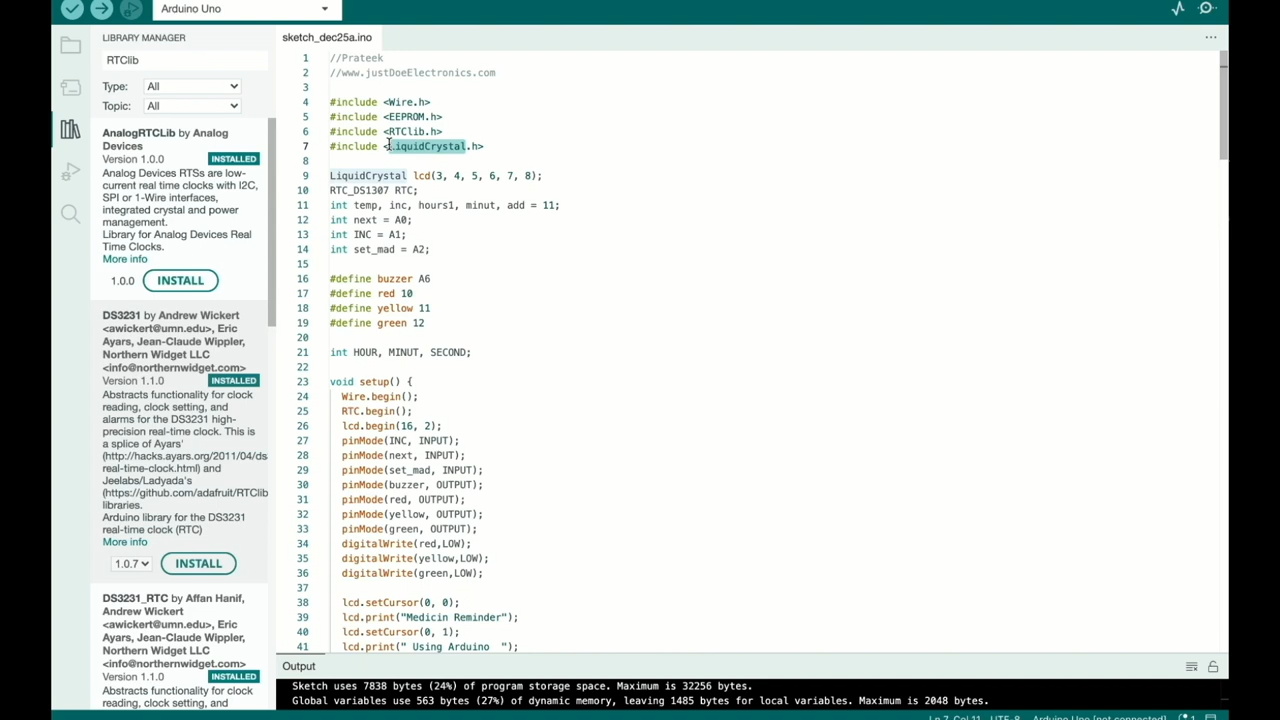 Arduino Uno
LIBRARY MANAGER
RTClib
Type: All
Topic: All
AnalogRTCLib by Analog
Devices
Version 1.0.0 INSTALLED
Analog Devices RTSs are low-
current real time clocks with I2C,
SPI or 1-Wire interfaces,
integrated crystal and power
management.
Library for Analog Devices Real
Time Clocks.
More info
1.0.0 INSTALL
DS3231 by Andrew Wickert
<awickert@umn.edu>, Eric
Ayars, Jean-Claude Wippler,
Northern Widget LLC
<info@northernwidget.com>
Version 1.1.0 INSTALLED
Abstracts functionality for clock
reading, clock setting, and
alarms for the DS3231 high-
precision real-time clock. This is
a splice of Ayars'
(http://hacks.ayars.org/2011/04/ds
real-time-clock.html) and
Jeelabs/Ladyada's
(https://github.com/adafruit/RTClib
libraries.
Arduino library for the DS3231
real-time clock (RTC)
More info
1.0.7 INSTALL
DS3231_RTC by Affan Hanif,
Andrew Wickert
<awickert@umn.edu>, Eric
Ayars, Jean-Claude Wippler,
Northern Widget LLC
<info@northernwidget.com>
Version 1.1.0 INSTALLED
Abstracts functionality for clock
reading, clock setting, and
sketch_dec25a.ino
1 //Prateek
2 //www.justDoeElectronics.com
3
4 #include <Wire.h>
5 #include <EEPROM.h>
6 #include <RTClib.h>
7 #include <LiquidCrystal.h>
8
9 LiquidCrystal lcd(3, 4, 5, 6, 7, 8);
10 RTC_DS1307 RTC;
11 int temp, inc, hours1, minut, add = 11;
12 int next = A0;
13 int INC = A1;
14 int set_mad = A2;
15
16 #define buzzer A6
17 #define red 10
18 #define yellow 11
19 #define green 12
20
21 int HOUR, MINUT, SECOND;
22
23 void setup() {
24 Wire.begin();
25 RTC.begin();
26 lcd.begin(16, 2);
27 pinMode(INC, INPUT);
28 pinMode(next, INPUT);
29 pinMode(set_mad, INPUT);
30 pinMode(buzzer, OUTPUT);
31 pinMode(red, OUTPUT);
32 pinMode(yellow, OUTPUT);
33 pinMode(green, OUTPUT);
34 digitalWrite(red,LOW);
35 digitalWrite(yellow,LOW);
36 digitalWrite(green,LOW);
37
38 lcd.setCursor(0, 0);
39 lcd.print("Medicin Reminder");
40 lcd.setCursor(0, 1);
41 lcd.print(" Using Arduino  ");
Output
Sketch uses 7838 bytes (24%) of program storage space. Maximum is 32256 bytes.
Global variables use 563 bytes (27%) of dynamic memory, leaving 1485 bytes for local variables. Maximum is 2048 bytes.
Ln 7, Col 11 UTF-8 Arduino Uno [not connected] 1